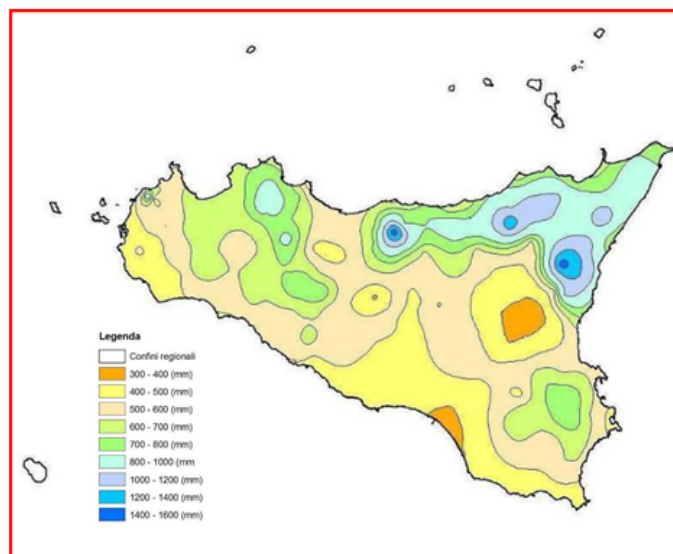 Legenda
Confini regionali
300 - 400 (mm)
400 - 500 (mm)
500 - 600 (mm)
600 - 700 (mm)
700 - 800 (mm)
800 - 1000 (mm
1000 - 1200 (mm)
1200 - 1400 (mm)
1400 - 1600 (mm)